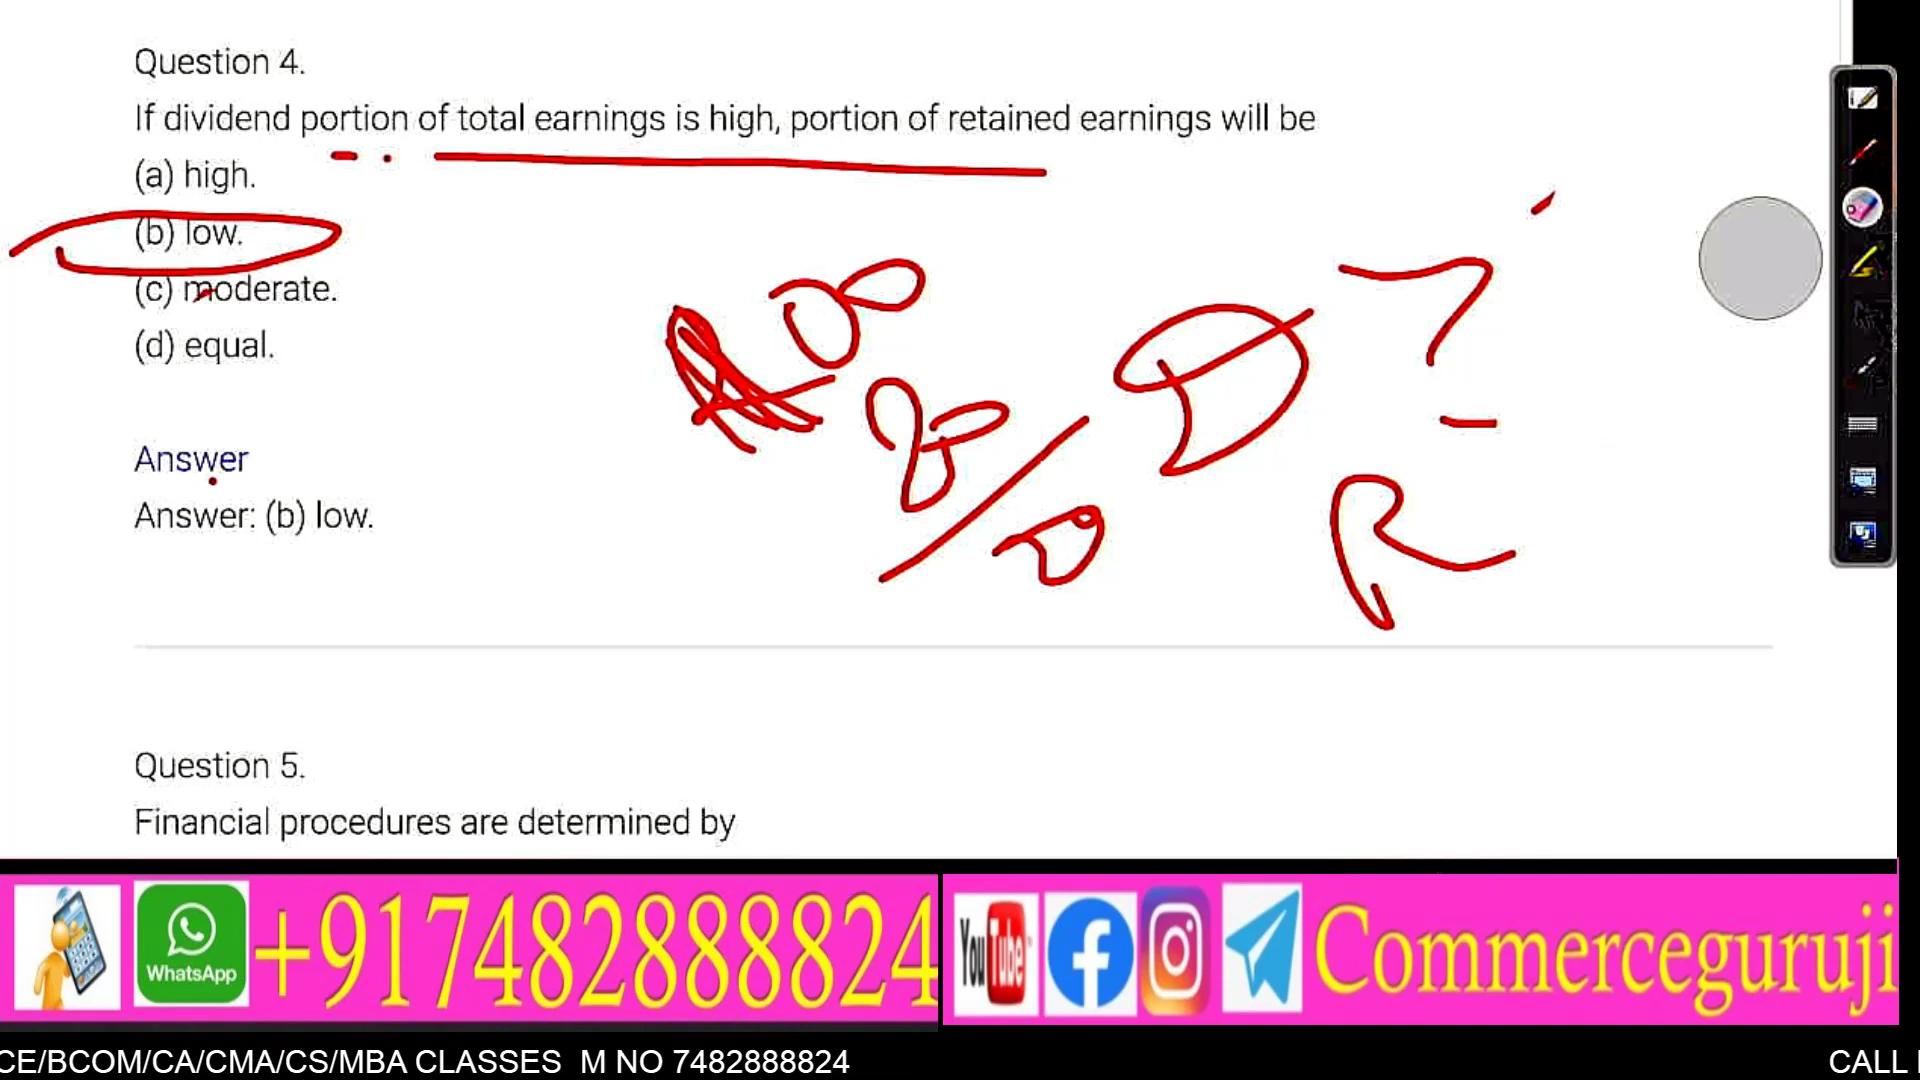 Question 4.
If dividend portion of total earnings is high, portion of retained earnings will be
(a) high.
(b) low.
(c) moderate.
(d) equal.
D
R
Answer
Answer: (b) low.
Question 5.
Financial procedures are determined by
WhatsApp
+917482888824
YouTube
Commerceguruji
CE/BCOM/CA/CMA/CS/MBA CLASSES M NO 7482888824
CALL